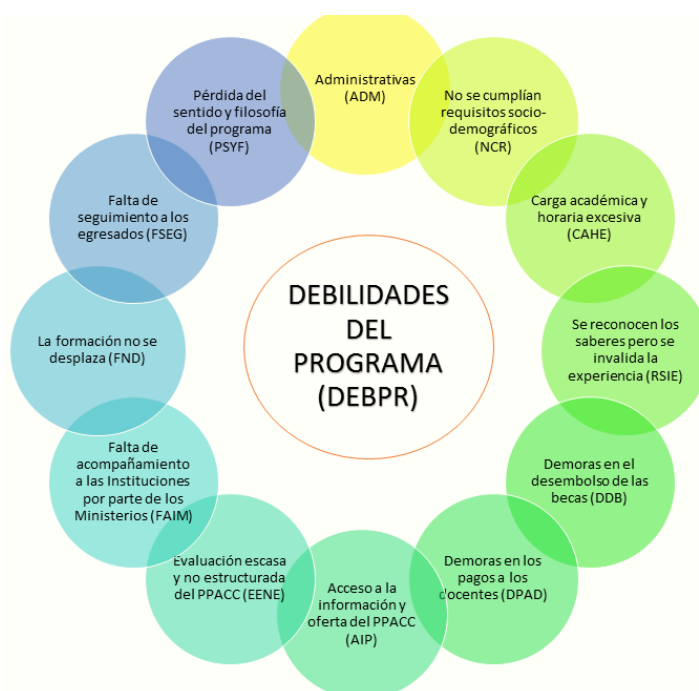 Administrativas
(ADM)
No se cumplían
requisitos socio-
demográficos
(NCR)
Carga académica y
horaria excesiva
(CAHE)
Se reconocen los
saberes pero se
invalida la
experiencia (RSIE)
Demoras en el
desembolso de las
becas (DDB)
Demoras en los
pagos a los
docentes (DPAD)
Acceso a la
información y
oferta del PPACC
(AIP)
Evaluación escasa
y no estructurada
del PPACC (EENE)
Falta de
acompañamiento
a las Instituciones
por parte de los
Ministerios (FAIM)
La formación no se
desplaza (FND)
Falta de
seguimiento a los
egresados (FSEG)
Pérdida del
sentido y filosofía
del programa
(PSYF)
DEBILIDADES
DEL
PROGRAMA
(DEBPR)